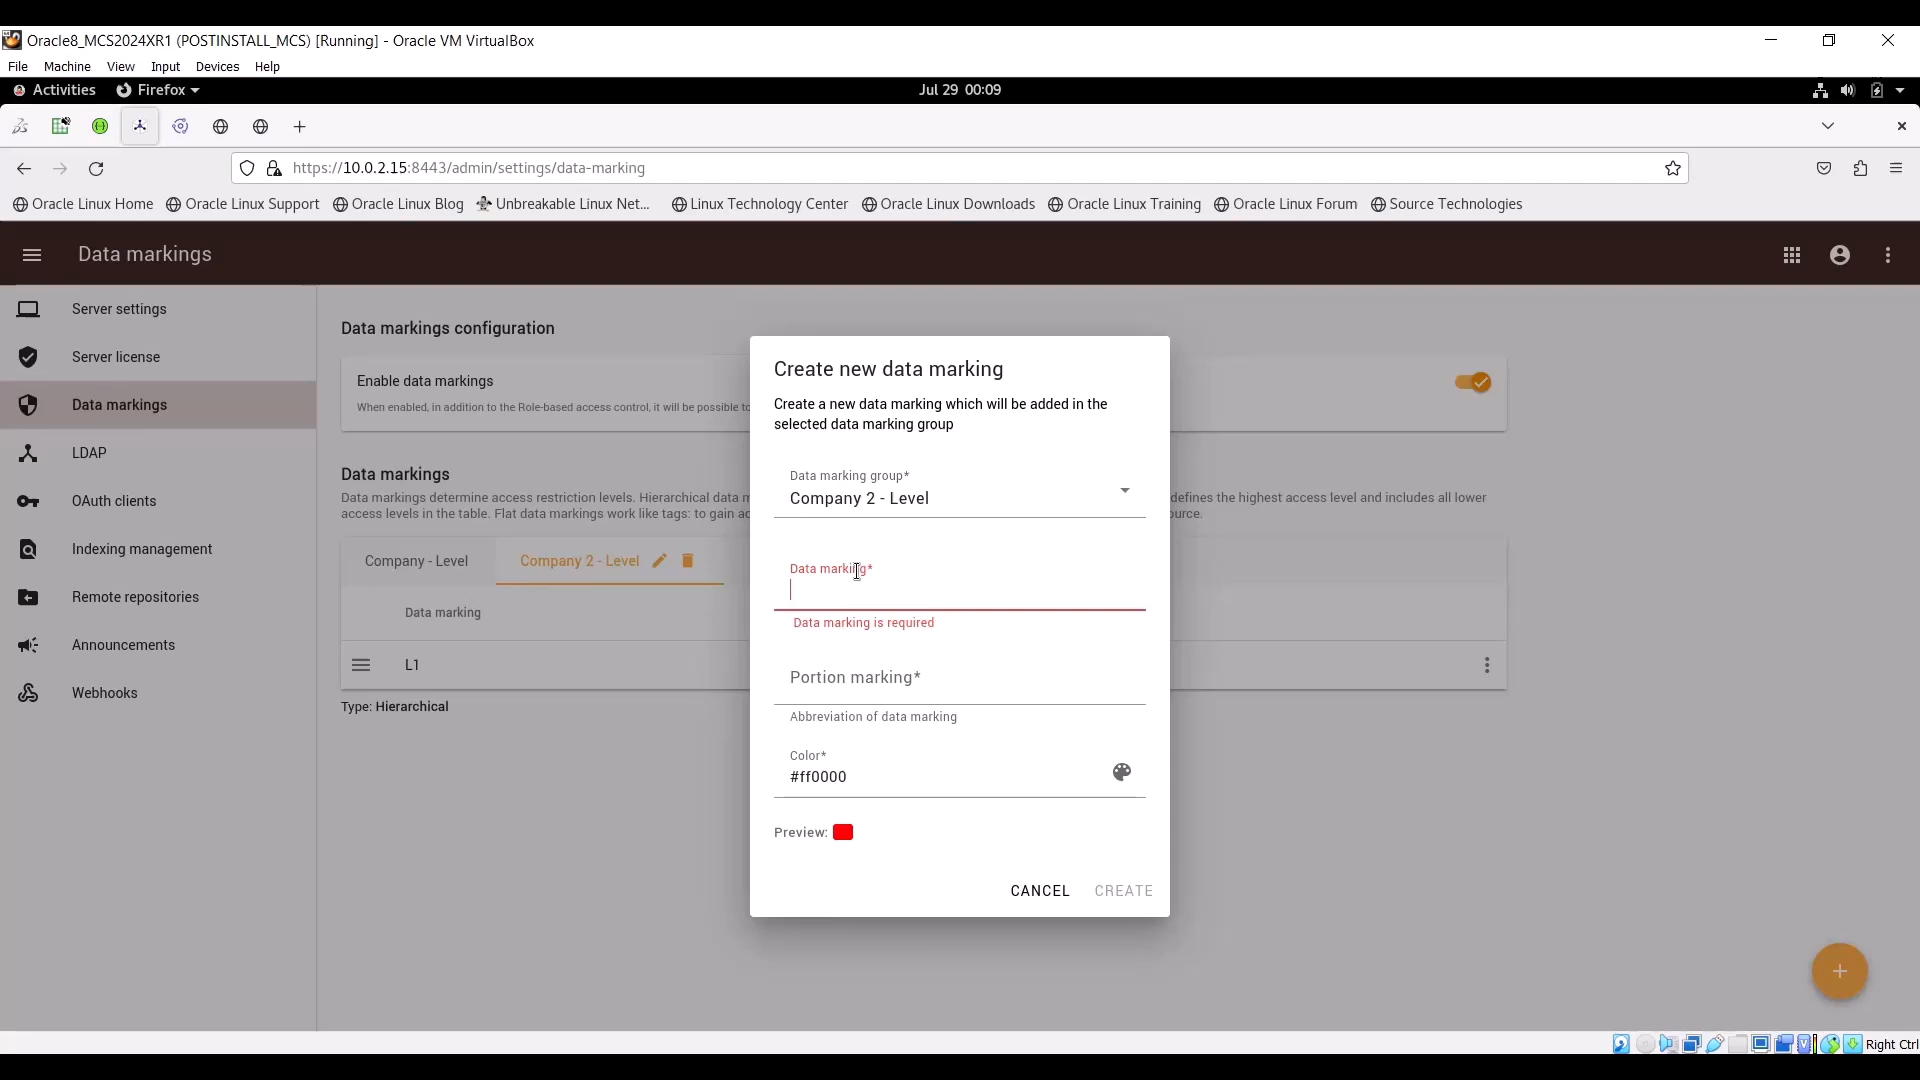 Oracle8_MCS2024XR1 (POSTINSTALL_MCS) [Running] - Oracle VM VirtualBox
File Machine View Input Devices Help
Activities Firefox Jul 29 00:09
https://10.0.2.15:8443/admin/settings/data-marking
Oracle Linux Home Oracle Linux Support Oracle Linux Blog Unbreakable Linux Net... Linux Technology Center Oracle Linux Downloads Oracle Linux Training Oracle Linux Forum Source Technologies
Data markings
Server settings
Server license
Data markings
LDAP
OAuth clients
Indexing management
Remote repositories
Announcements
Webhooks
Data markings configuration
Enable data markings
When enabled, in addition to the Role-based access control, it will be possible to
Data markings
Data markings determine access restriction levels. Hierarchical data m defines the highest access level and includes all lower
access levels in the table. Flat data markings work like tags: to gain ac ource.
Company - Level Company 2 - Level
Data marking
L1
Type: Hierarchical
Create new data marking
Create a new data marking which will be added in the
selected data marking group
Data marking group*
Company 2 - Level
Data marking*
Data marking is required
Portion marking*
Abbreviation of data marking
Color*
#ff0000
Preview:
CANCEL CREATE
Right Ctrl